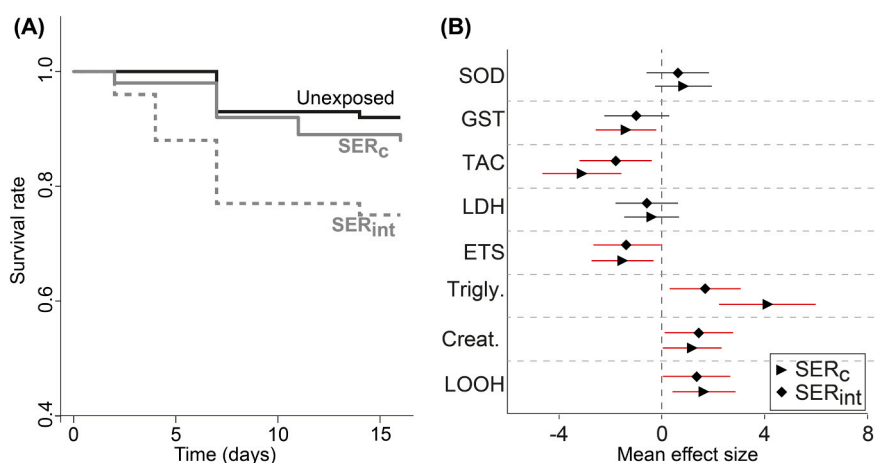 (A)
Survival rate
1.0
0.8
0.6
0.4
Unexposed
SERc
SERint
0
5
10
15
Time (days)
(B)
SOD
GST
TAC
LDH
ETS
Trigly.
Creat.
LOOH
SERc
SERint
-4
0
4
8
Mean effect size